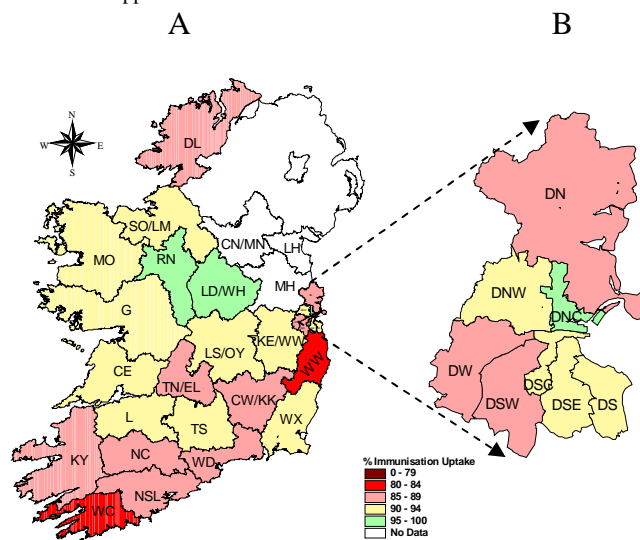 A B
N
W E
S
DL
SO/LM
CN/MN
LH
MO
RN
MH
LD/WH
G
KE/WW
LS/OY
WW
CE
TN/EL
CW/KK
L
TS
WX
KY
NC
WD
NSL
WC
DN
DNW
DNC
DW
DSC
DSW
DSE
DS
% Immunisation Uptake
0 - 79
80 - 84
85 - 89
90 - 94
95 - 100
No Data